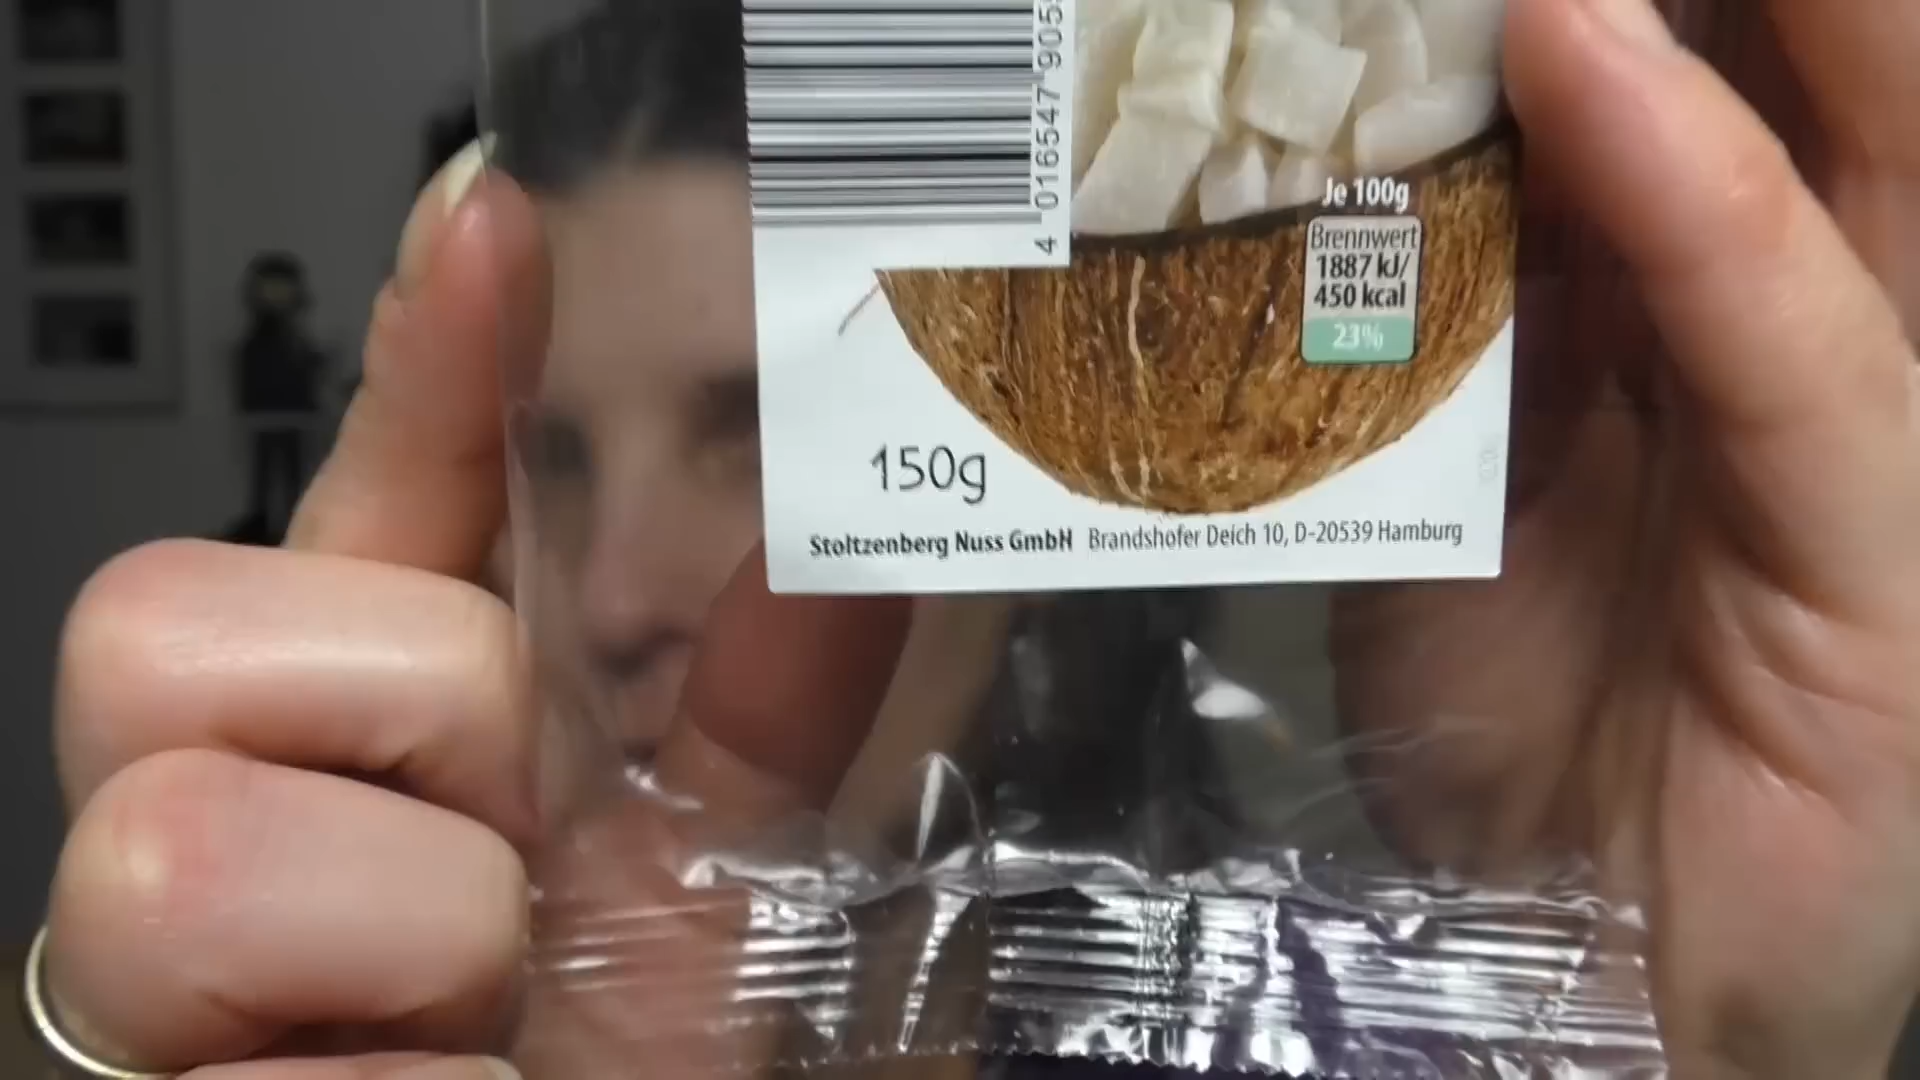 4 016547 905
Je 100g
Brennwert
1887 kJ/
450 kcal
23%
150g
Stoltzenberg Nuss GmbH Brandshofer Deich 10, D-20539 Hamburg